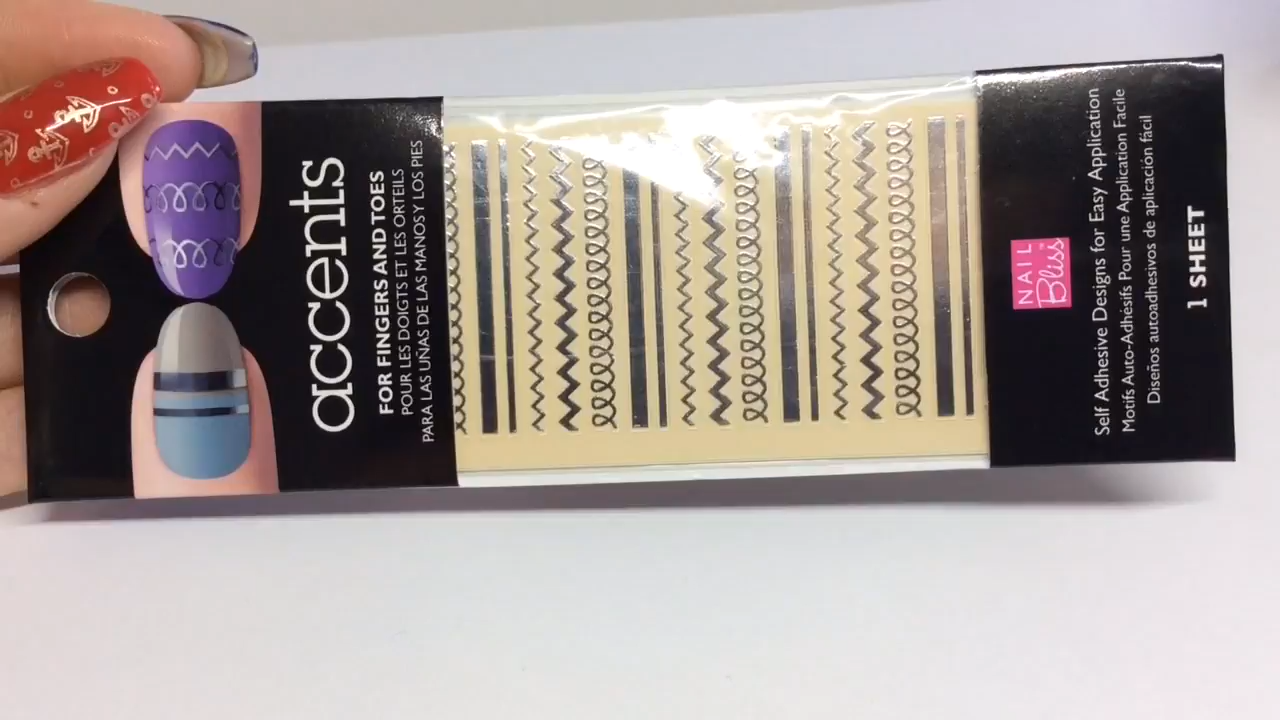 accents
FOR FINGERS AND TOES
POUR LES DOIGTS ET LES ORTEILS
PARA LAS UÑAS DE LAS MANOS Y LOS PIES
NAIL
Bliss™
Self Adhesive Designs for Easy Application
Motifs Auto-Adhésifs Pour une Application Facile
Diseños autoadhesivos de aplicación fácil
1 SHEET